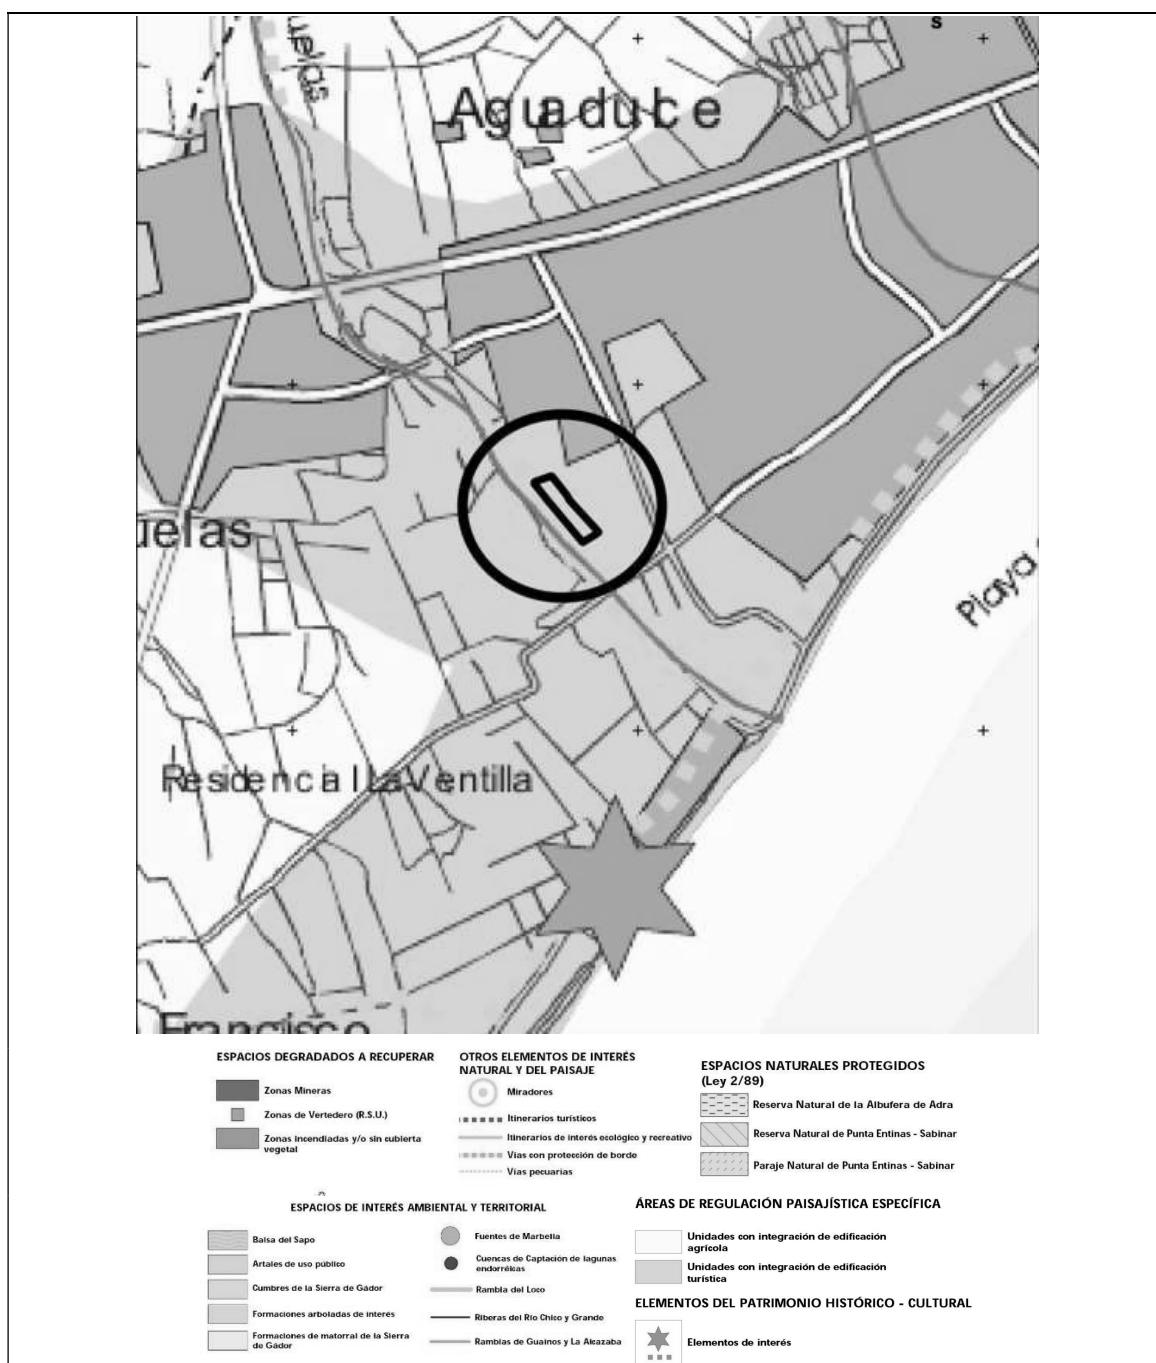 s
uelas
Aguadulce
uelas
Playa
Residencial La Ventilla
Francisco
ESPACIOS DEGRADADOS A RECUPERAR
Zonas Mineras
Zonas de Vertedero (R.S.U.)
Zonas incendiadas y/o sin cubierta
vegetal
OTROS ELEMENTOS DE INTERÉS
NATURAL Y DEL PAISAJE
Miradores
Itinerarios turísticos
Itinerarios de interés ecológico y recreativo
Vías con protección de borde
Vías pecuarias
ESPACIOS NATURALES PROTEGIDOS
(Ley 2/89)
Reserva Natural de la Albufera de Adra
Reserva Natural de Punta Entinas - Sabinar
Paraje Natural de Punta Entinas - Sabinar
ESPACIOS DE INTERÉS AMBIENTAL Y TERRITORIAL
Balsa del Sapo
Artales de uso público
Cumbres de la Sierra de Gádor
Formaciones arboladas de interés
Formaciones de matorral de la Sierra
de Gádor
Fuentes de Marbella
Cuencas de Captación de lagunas
endorréicas
Rambla del Loco
Riberas del Río Chico y Grande
Ramblas de Guainos y La Alcazaba
ÁREAS DE REGULACIÓN PAISAJÍSTICA ESPECÍFICA
Unidades con integración de edificación
agrícola
Unidades con integración de edificación
turística
ELEMENTOS DEL PATRIMONIO HISTÓRICO - CULTURAL
Elementos de interés